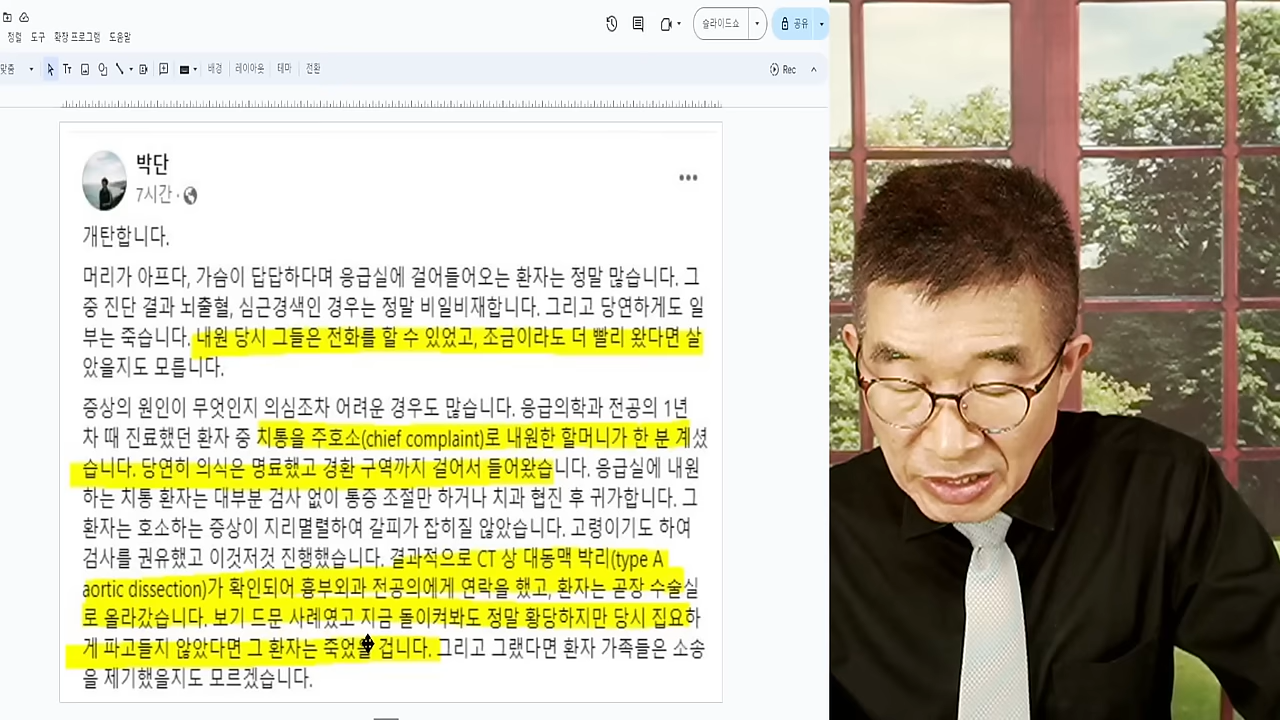 정렬 도구 확장 프로그램 도움말
슬라이드쇼
공유
맞춤
Tт
배경 레이아웃 테마 전환
Rec
박단
7시간 ·
개탄합니다.
머리가 아프다, 가슴이 답답하다며 응급실에 걸어들어오는 환자는 정말 많습니다. 그
중 진단 결과 뇌출혈, 심근경색인 경우는 정말 비일비재합니다. 그리고 당연하게도 일
부는 죽습니다. 내원 당시 그들은 전화를 할 수 있었고, 조금이라도 더 빨리 왔다면 살
았을지도 모릅니다.
증상의 원인이 무엇인지 의심조차 어려운 경우도 많습니다. 응급의학과 전공의 1년
차 때 진료했던 환자 중 치통을 주호소(chief complaint)로 내원한 할머니가 한 분 계셨
습니다. 당연히 의식은 명료했고 경환 구역까지 걸어서 들어왔습니다. 응급실에 내원
하는 치통 환자는 대부분 검사 없이 통증 조절만 하거나 치과 협진 후 귀가합니다. 그
환자는 호소하는 증상이 지리멸렬하여 갈피가 잡히질 않았습니다. 고령이기도 하여
검사를 권유했고 이것저것 진행했습니다. 결과적으로 CT 상 대동맥 박리(type A
aortic dissection)가 확인되어 흉부외과 전공의에게 연락을 했고, 환자는 곧장 수술실
로 올라갔습니다. 보기 드문 사례였고 지금 돌이켜봐도 정말 황당하지만 당시 집요하
게 파고들지 않았다면 그 환자는 죽었을 겁니다. 그리고 그랬다면 환자 가족들은 소송
을 제기했을지도 모르겠습니다.